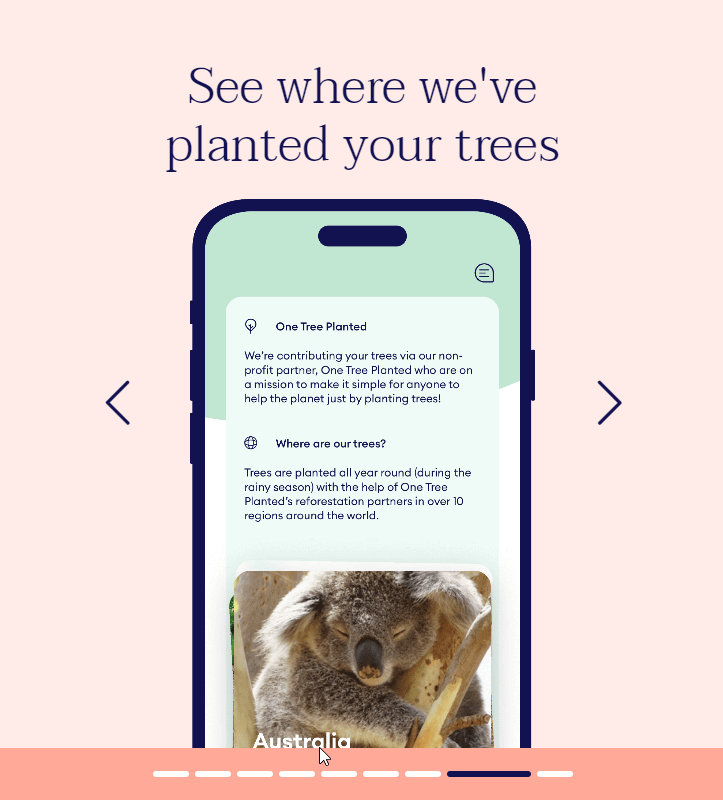 See where we've
planted your trees
One Tree Planted
We're contributing your trees via our non-
profit partner, One Tree Planted who are on
a mission to make it simple for anyone to
help the planet just by planting trees!
Where are our trees?
Trees are planted all year round (during the
rainy season) with the help of One Tree
Planted's reforestation partners in over 10
regions around the world.
Australia